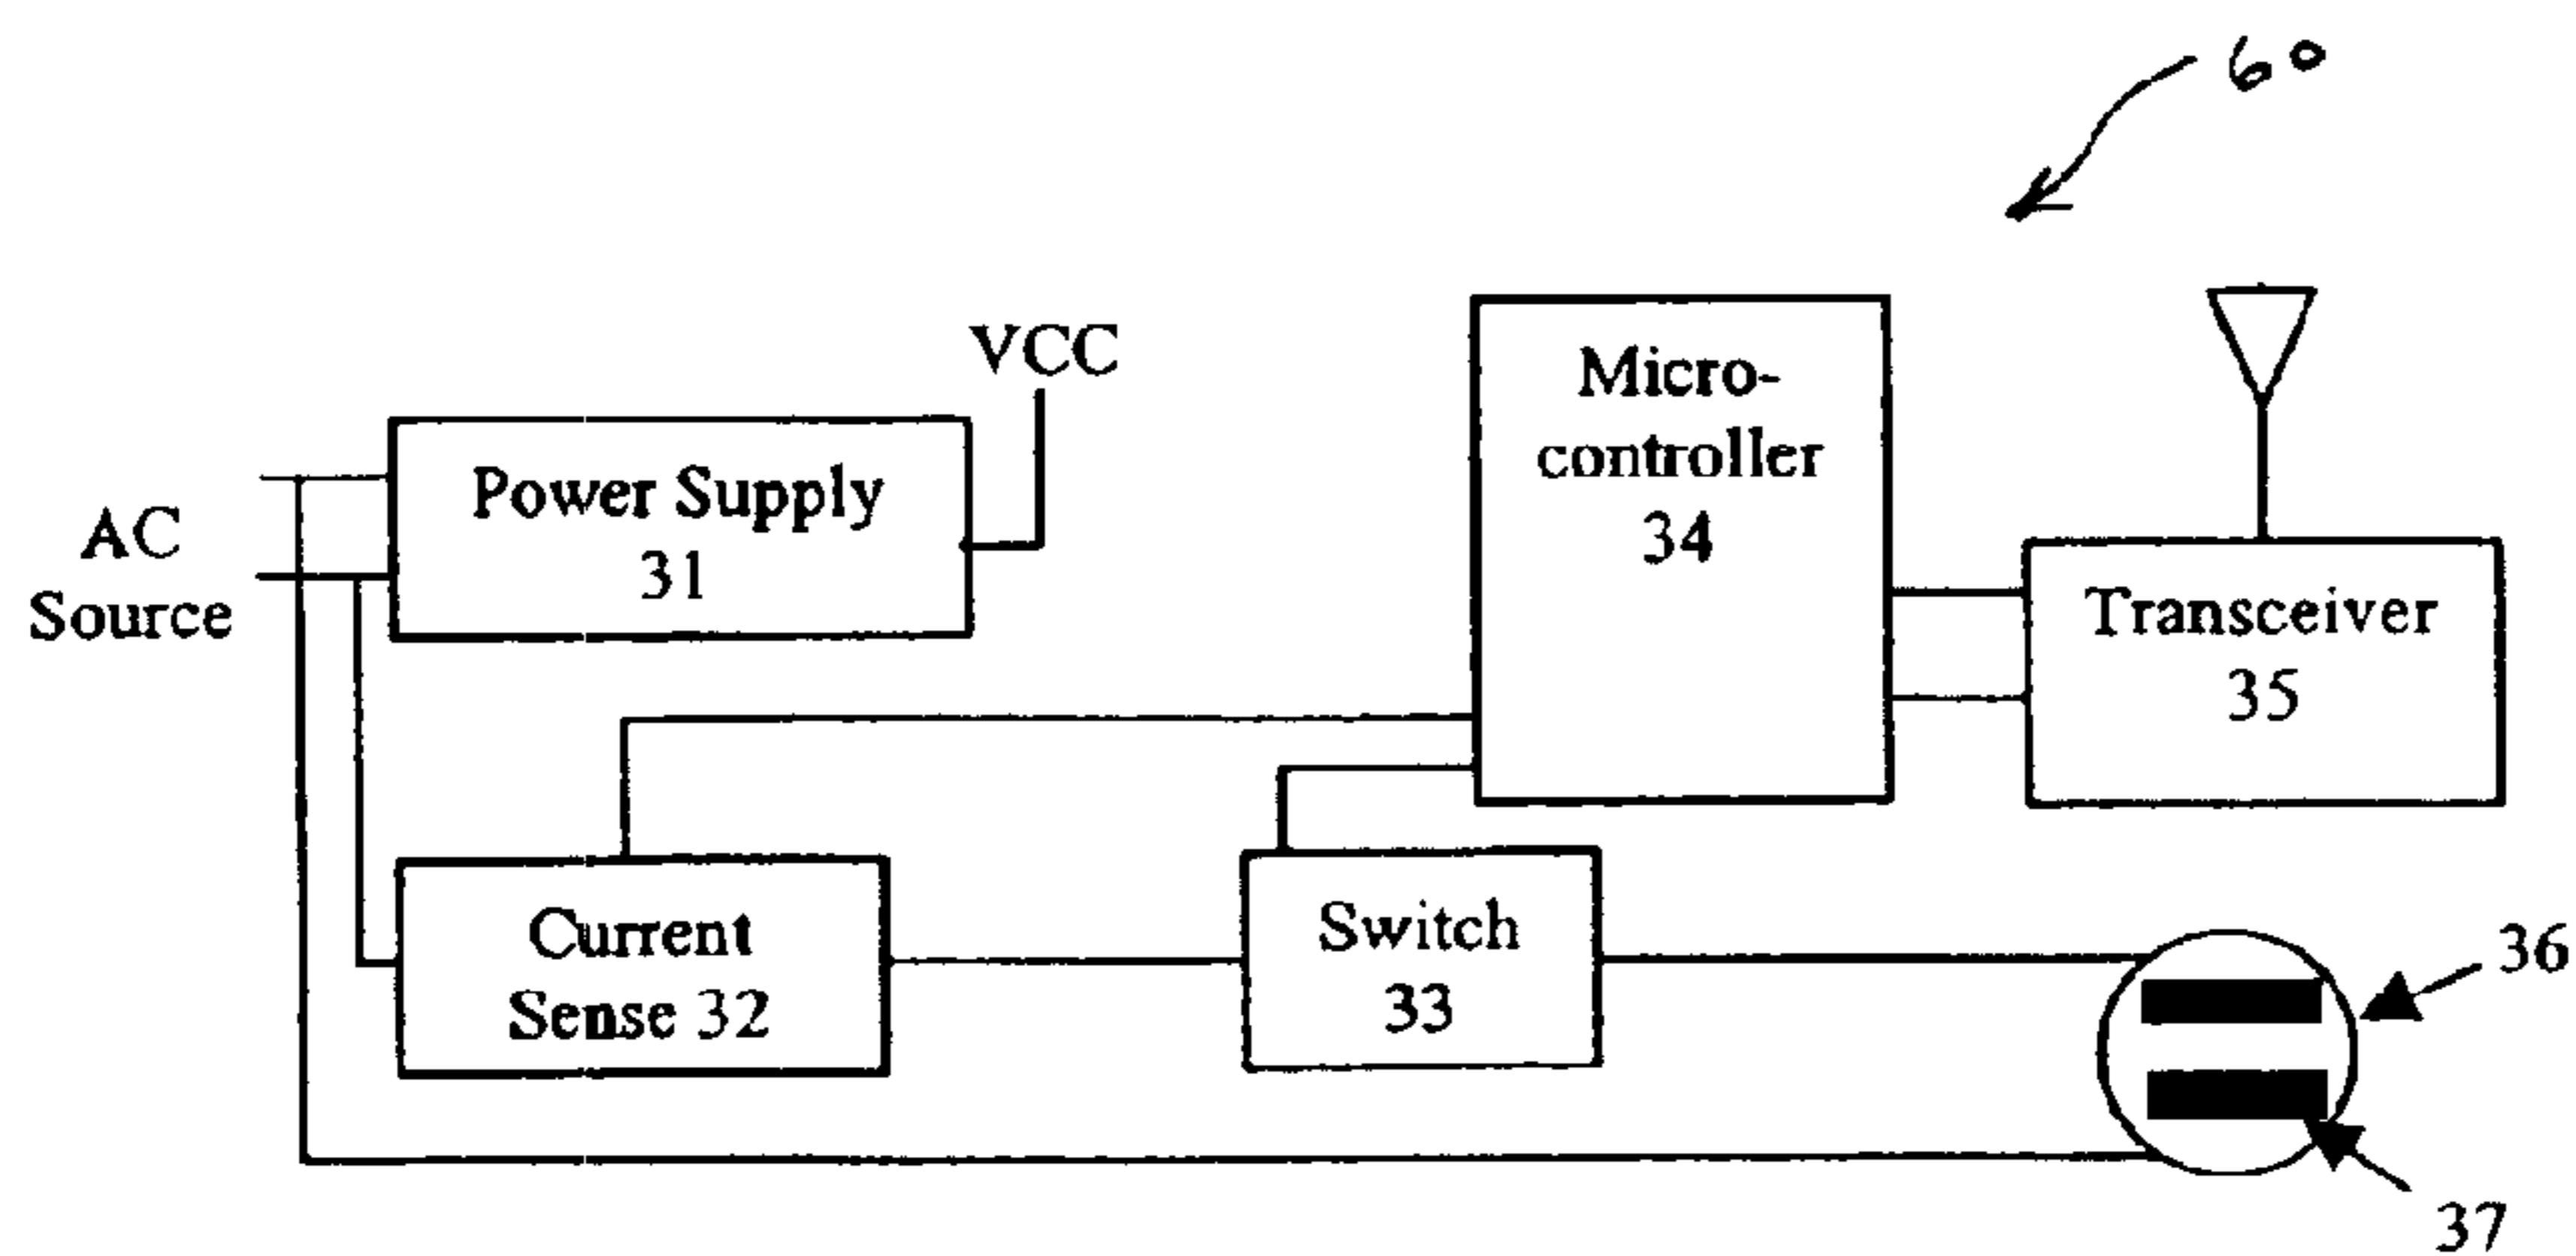 60
VCC
Micro-
controller
34
Power Supply
31
AC
Source
Transceiver
35
Current
Sense 32
Switch
33
36
37